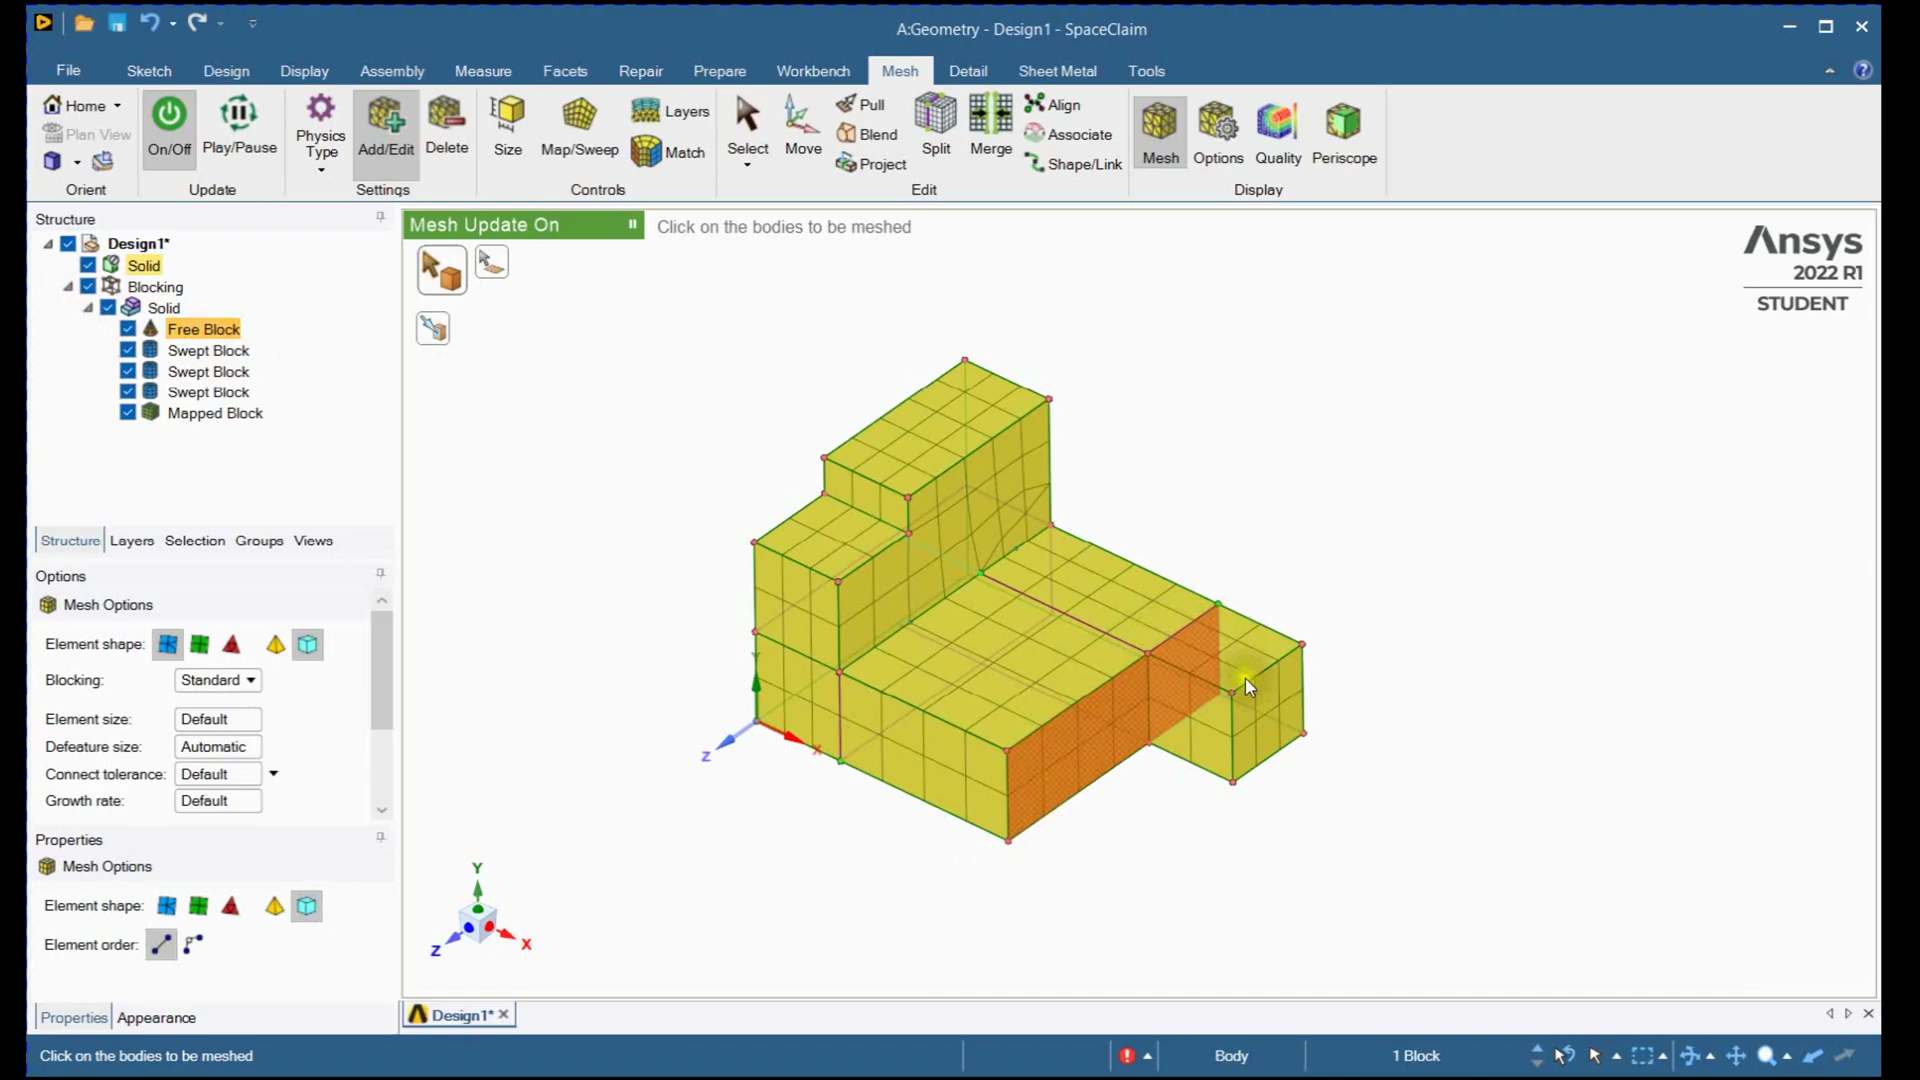 A:Geometry - Design1 - SpaceClaim
File Sketch Design Display Assembly Measure Facets Repair Prepare Workbench Mesh Detail Sheet Metal Tools
Home
Plan View
On/Off
Play/Pause
Physics Type
Add/Edit
Delete
Size
Map/Sweep
Layers
Match
Select
Move
Pull
Blend
Project
Split
Merge
Align
Associate
Shape/Link
Mesh
Options
Quality
Periscope
Orient Update Settings Controls Edit Display
Structure
Design1*
Solid
Blocking
Solid
Free Block
Swept Block
Swept Block
Swept Block
Mapped Block
Structure Layers Selection Groups Views
Options
Mesh Options
Element shape:
Blocking: Standard
Element size: Default
Defeature size: Automatic
Connect tolerance: Default
Growth rate: Default
Properties
Mesh Options
Element shape:
Element order:
Properties Appearance
Mesh Update On
Click on the bodies to be meshed
Ansys
2022 R1
STUDENT
Y
X
Z
Y
Z
X
Design1*
Click on the bodies to be meshed
Body
1 Block